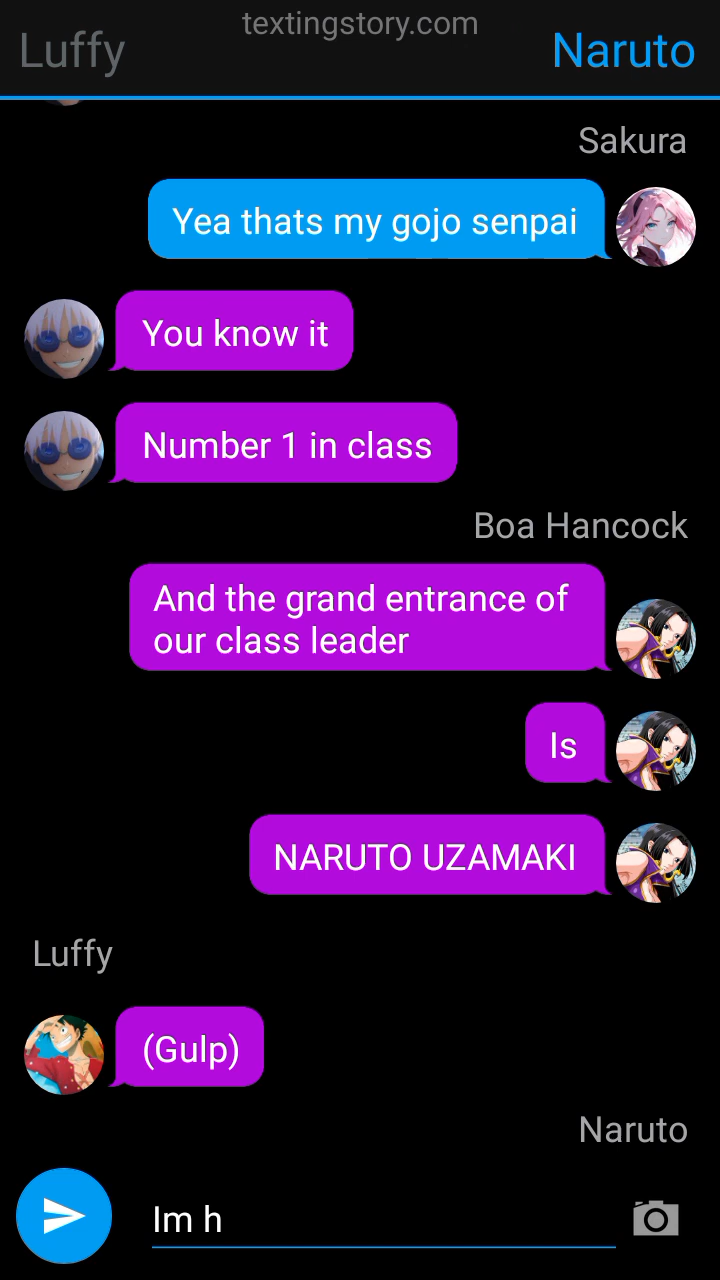 textingstory.com
Luffy
Naruto
Sakura
Yea thats my gojo senpai
You know it
Number 1 in class
Boa Hancock
And the grand entrance of
our class leader
Is
NARUTO UZAMAKI
Luffy
(Gulp)
Naruto
Im h